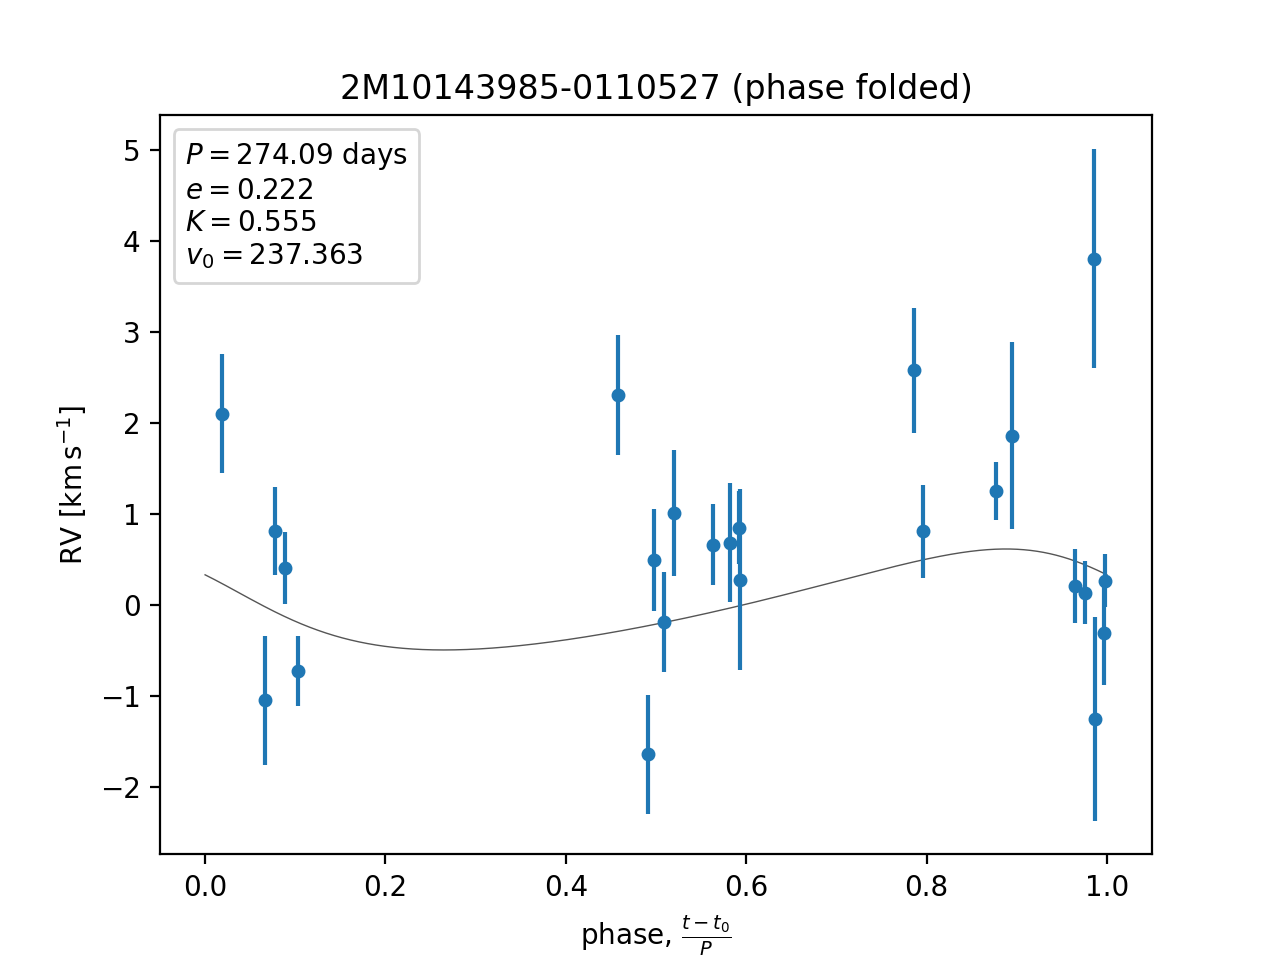 2M10143985-0110527 (phase folded)
P = 274.09 days
e = 0.222
K = 0.555
v₀ = 237.363
5
4
3
2
1
0
−1
−2
RV [km s⁻¹]
0.0 0.2 0.4 0.6 0.8 1.0
phase, (t − t₀)/P